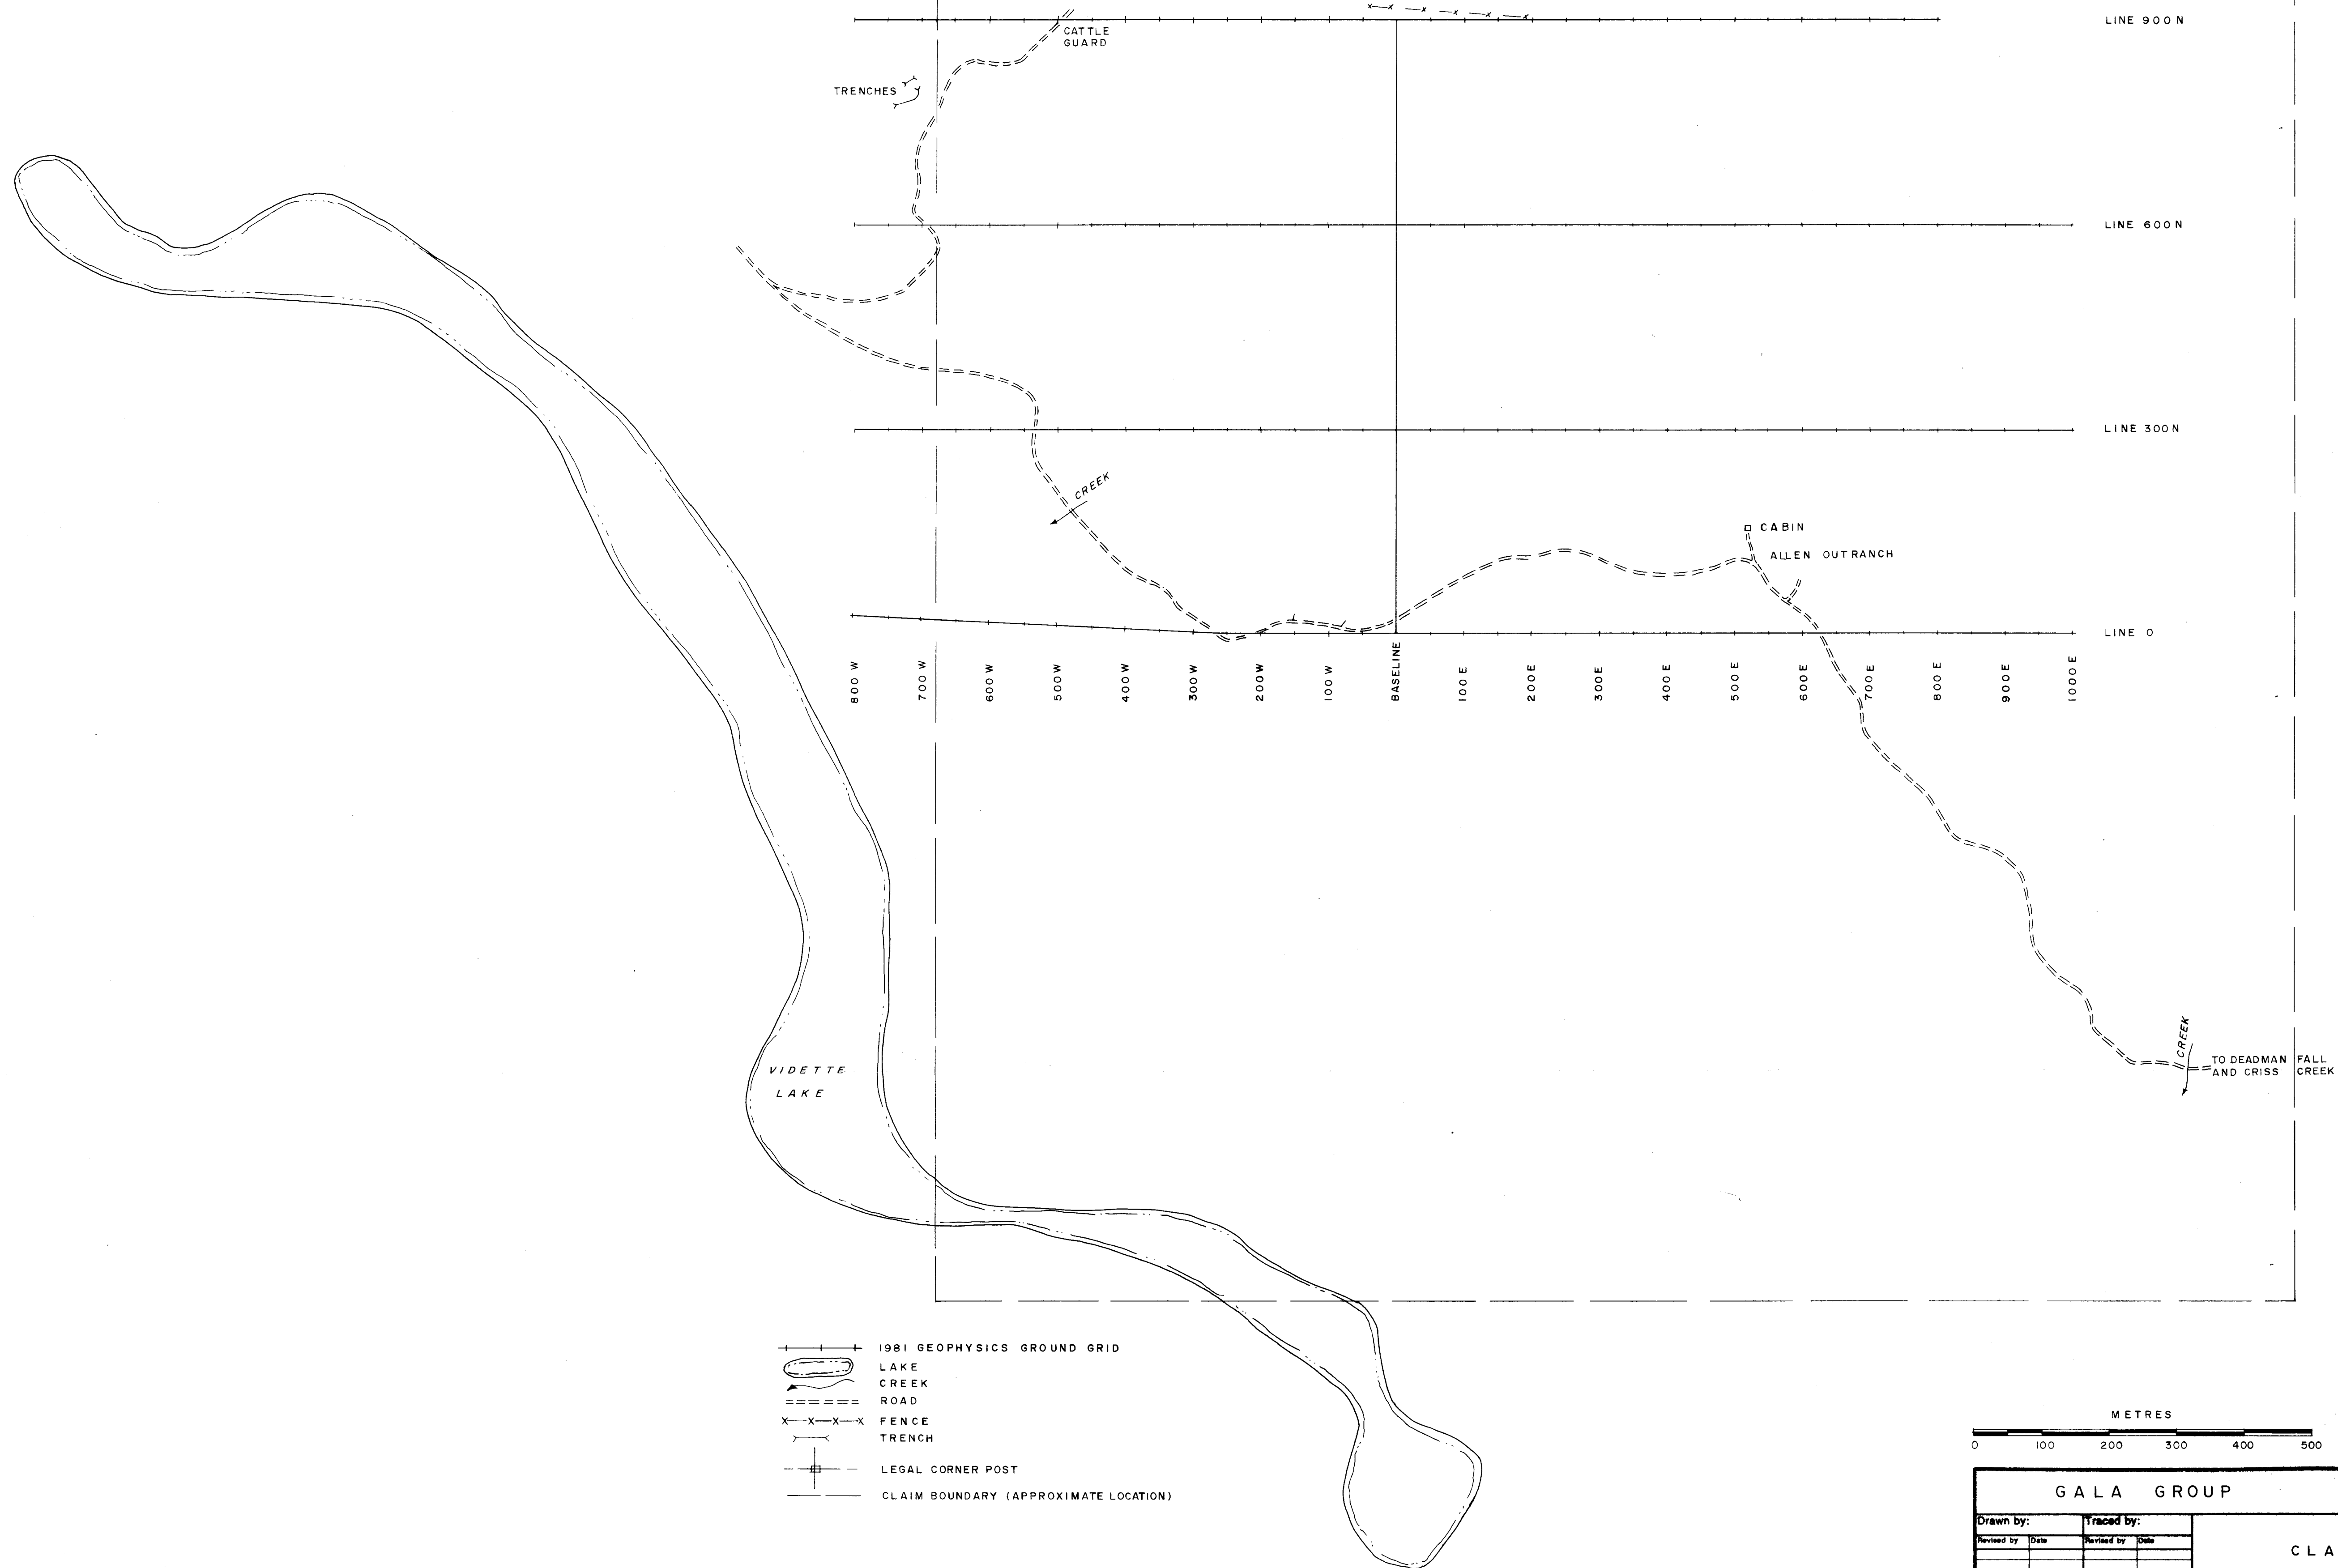 LINE 900 N
CATTLE
GUARD
TRENCHES
LINE 600 N
LINE 300 N
CREEK
CABIN
ALLEN OUTRANCH
LINE 0
800 W
700 W
600 W
500 W
400 W
300 W
200 W
100 W
BASELINE
100 E
200 E
300 E
400 E
500 E
600 E
700 E
800 E
900 E
1000 E
CREEK
TO DEADMAN FALL
AND CRISS CREEK
VIDETTE
LAKE
1981 GEOPHYSICS GROUND GRID
LAKE
CREEK
ROAD
FENCE
TRENCH
LEGAL CORNER POST
CLAIM BOUNDARY (APPROXIMATE LOCATION)
METRES
0 100 200 300 400 500
GALA GROUP
Drawn by: Traced by:
Revised by Date Revised by Date
CLA